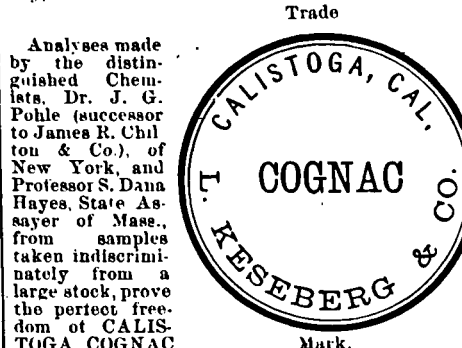 Trade
Analyses made
by the distin-
guished Chem-
ists, Dr. J. G.
Pohle (successor
to James R. Chil
ton & Co.), of
New York, and
Professor S. Dana
Hayes, State As-
sayer of Mass.,
from samples
taken indiscrimi-
nately from a
large stock, prove
the perfect free-
dom of CALIS-
TOGA COGNAC
CALISTOGA, CAL.
COGNAC
L. KESEBERG & CO.
Mark.